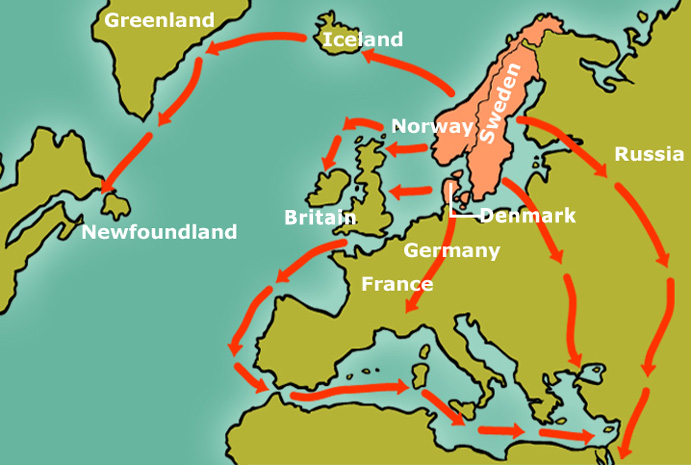 Greenland
Iceland
Norway
Sweden
Russia
Britain
Denmark
Newfoundland
Germany
France